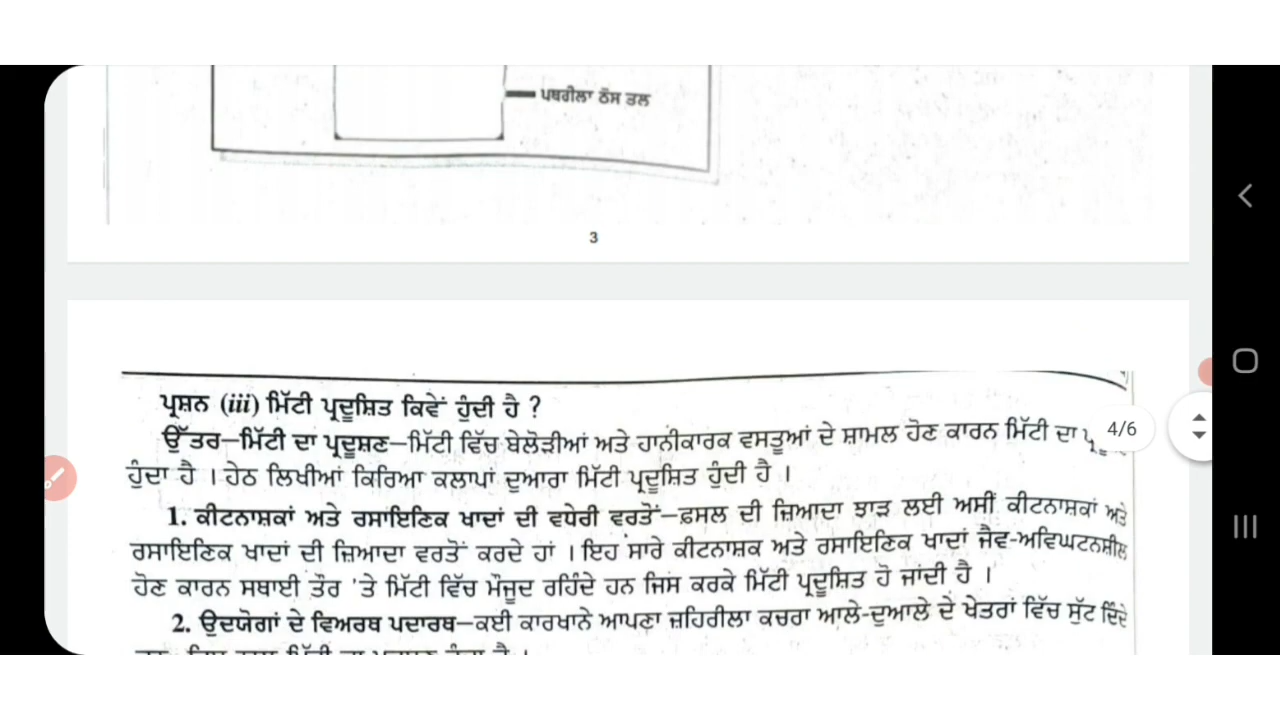 ਪਥਰੀਲਾ ਠੋਸ ਤਲ
3
ਪ੍ਰਸ਼ਨ (iii) ਮਿੱਟੀ ਪ੍ਰਦੂਸ਼ਿਤ ਕਿਵੇਂ ਹੁੰਦੀ ਹੈ ?
ਉੱਤਰ—ਮਿੱਟੀ ਦਾ ਪ੍ਰਦੂਸ਼ਣ—ਮਿੱਟੀ ਵਿੱਚ ਬੇਲੋੜੀਆਂ ਅਤੇ ਹਾਨੀਕਾਰਕ ਵਸਤੂਆਂ ਦੇ ਸ਼ਾਮਲ ਹੋਣ ਕਾਰਨ ਮਿੱਟੀ ਦਾ
4/6
ਹੁੰਦਾ ਹੈ । ਹੇਠ ਲਿਖੀਆਂ ਕਿਰਿਆ ਕਲਾਪਾਂ ਦੁਆਰਾ ਮਿੱਟੀ ਪ੍ਰਦੂਸ਼ਿਤ ਹੁੰਦੀ ਹੈ ।
1. ਕੀਟਨਾਸ਼ਕਾਂ ਅਤੇ ਰਸਾਇਣਿਕ ਖਾਦਾਂ ਦੀ ਵਧੇਰੀ ਵਰਤੋਂ—ਫ਼ਸਲ ਦੀ ਜ਼ਿਆਦਾ ਝਾੜ ਲਈ ਅਸੀਂ ਕੀਟਨਾਸ਼ਕਾਂ ਅਤੇ
ਰਸਾਇਣਿਕ ਖਾਦਾਂ ਦੀ ਜ਼ਿਆਦਾ ਵਰਤੋਂ ਕਰਦੇ ਹਾਂ । ਇਹ ਸਾਰੇ ਕੀਟਨਾਸ਼ਕ ਅਤੇ ਰਸਾਇਣਿਕ ਖਾਦਾਂ ਜੈਵ-ਅਵਿਘਟਨਸ਼ੀਲ
ਹੋਣ ਕਾਰਨ ਸਥਾਈ ਤੌਰ 'ਤੇ ਮਿੱਟੀ ਵਿੱਚ ਮੌਜੂਦ ਰਹਿੰਦੇ ਹਨ ਜਿਸ ਕਰਕੇ ਮਿੱਟੀ ਪ੍ਰਦੂਸ਼ਿਤ ਹੋ ਜਾਂਦੀ ਹੈ ।
2. ਉਦਯੋਗਾਂ ਦੇ ਵਿਅਰਥ ਪਦਾਰਥ—ਕਈ ਕਾਰਖਾਨੇ ਆਪਣਾ ਜ਼ਹਿਰੀਲਾ ਕਚਰਾ ਆਲੇ-ਦੁਆਲੇ ਦੇ ਖੇਤਰਾਂ ਵਿੱਚ ਸੁੱਟ ਦਿੰਦੇ